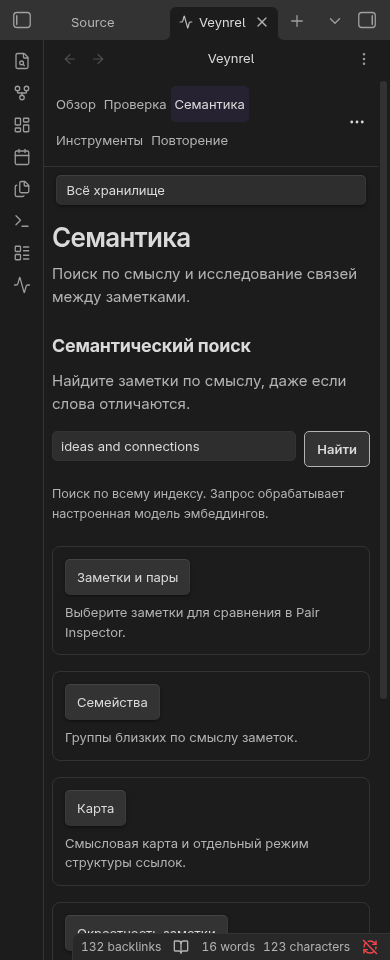 Source
Veynrel
Veynrel
Обзор Проверка Семантика
Инструменты Повторение
Всё хранилище
Семантика
Поиск по смыслу и исследование связей
между заметками.
Семантический поиск
Найдите заметки по смыслу, даже если
слова отличаются.
ideas and connections
Найти
Поиск по всему индексу. Запрос обрабатывает
настроенная модель эмбеддингов.
Заметки и пары
Выберите заметки для сравнения в Pair
Inspector.
Семейства
Группы близких по смыслу заметок.
Карта
Смысловая карта и отдельный режим
структуры ссылок.
Окрестность заметки
132 backlinks 16 words 123 characters